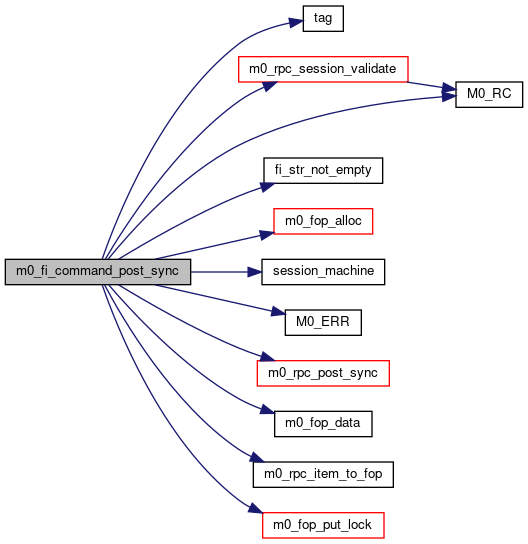 tag
m0_rpc_session_validate
M0_RC
fi_str_not_empty
m0_fop_alloc
m0_fi_command_post_sync
session_machine
M0_ERR
m0_rpc_post_sync
m0_fop_data
m0_rpc_item_to_fop
m0_fop_put_lock